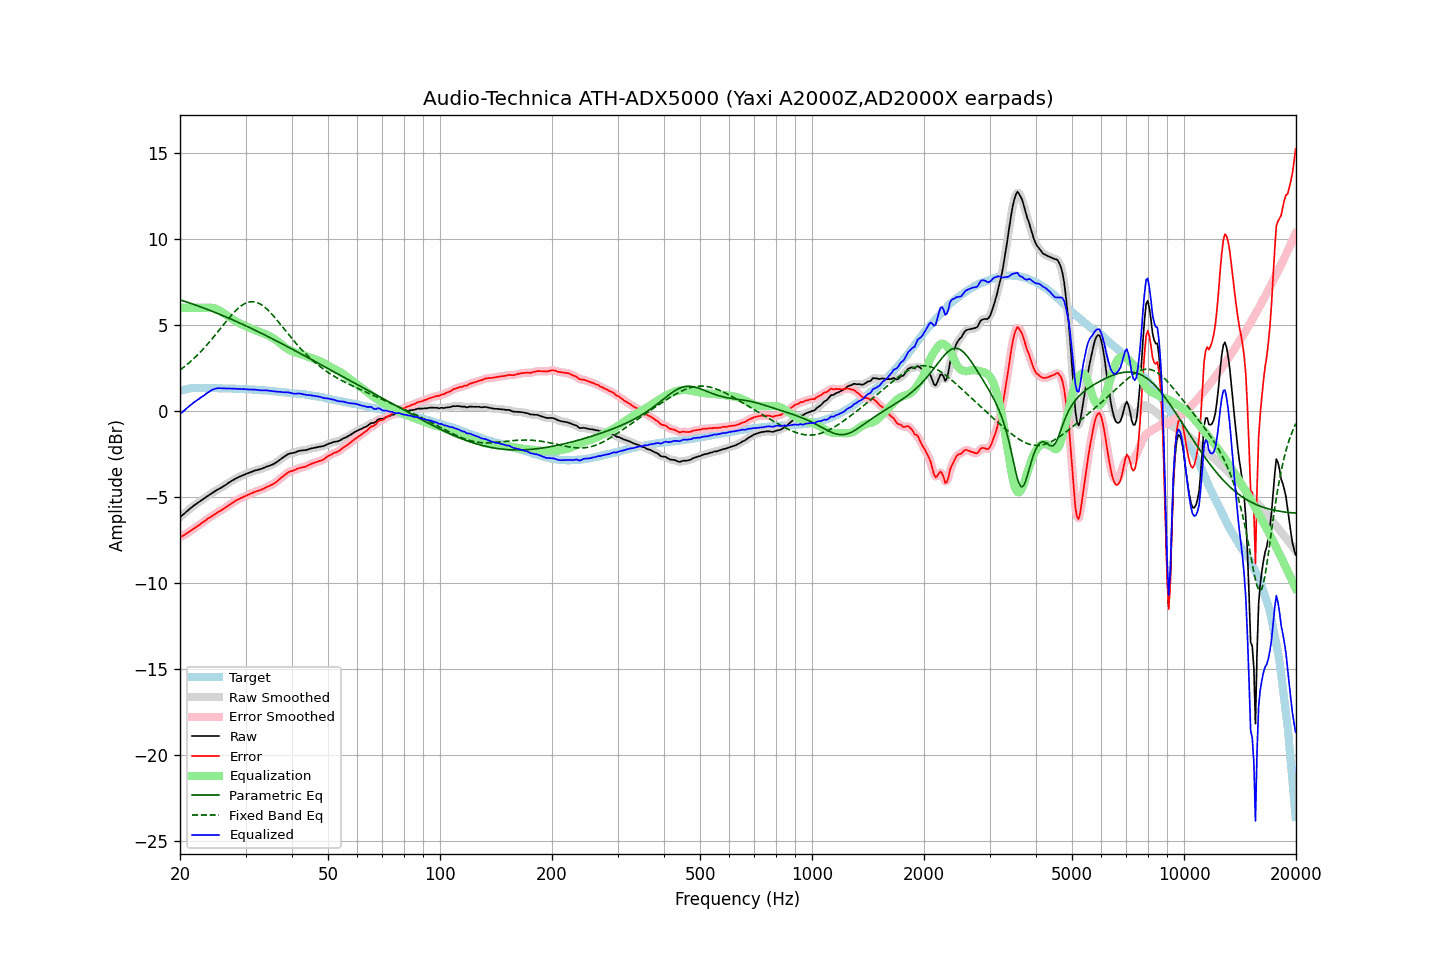 Audio-Technica ATH-ADX5000 (Yaxi A2000Z,AD2000X earpads)
15
10
5
0
−5
−10
−15
−20
−25
Amplitude (dBr)
Target
Raw Smoothed
Error Smoothed
Raw
Error
Equalization
Parametric Eq
Fixed Band Eq
Equalized
20 50 100 200 500 1000 2000 5000 10000 20000
Frequency (Hz)